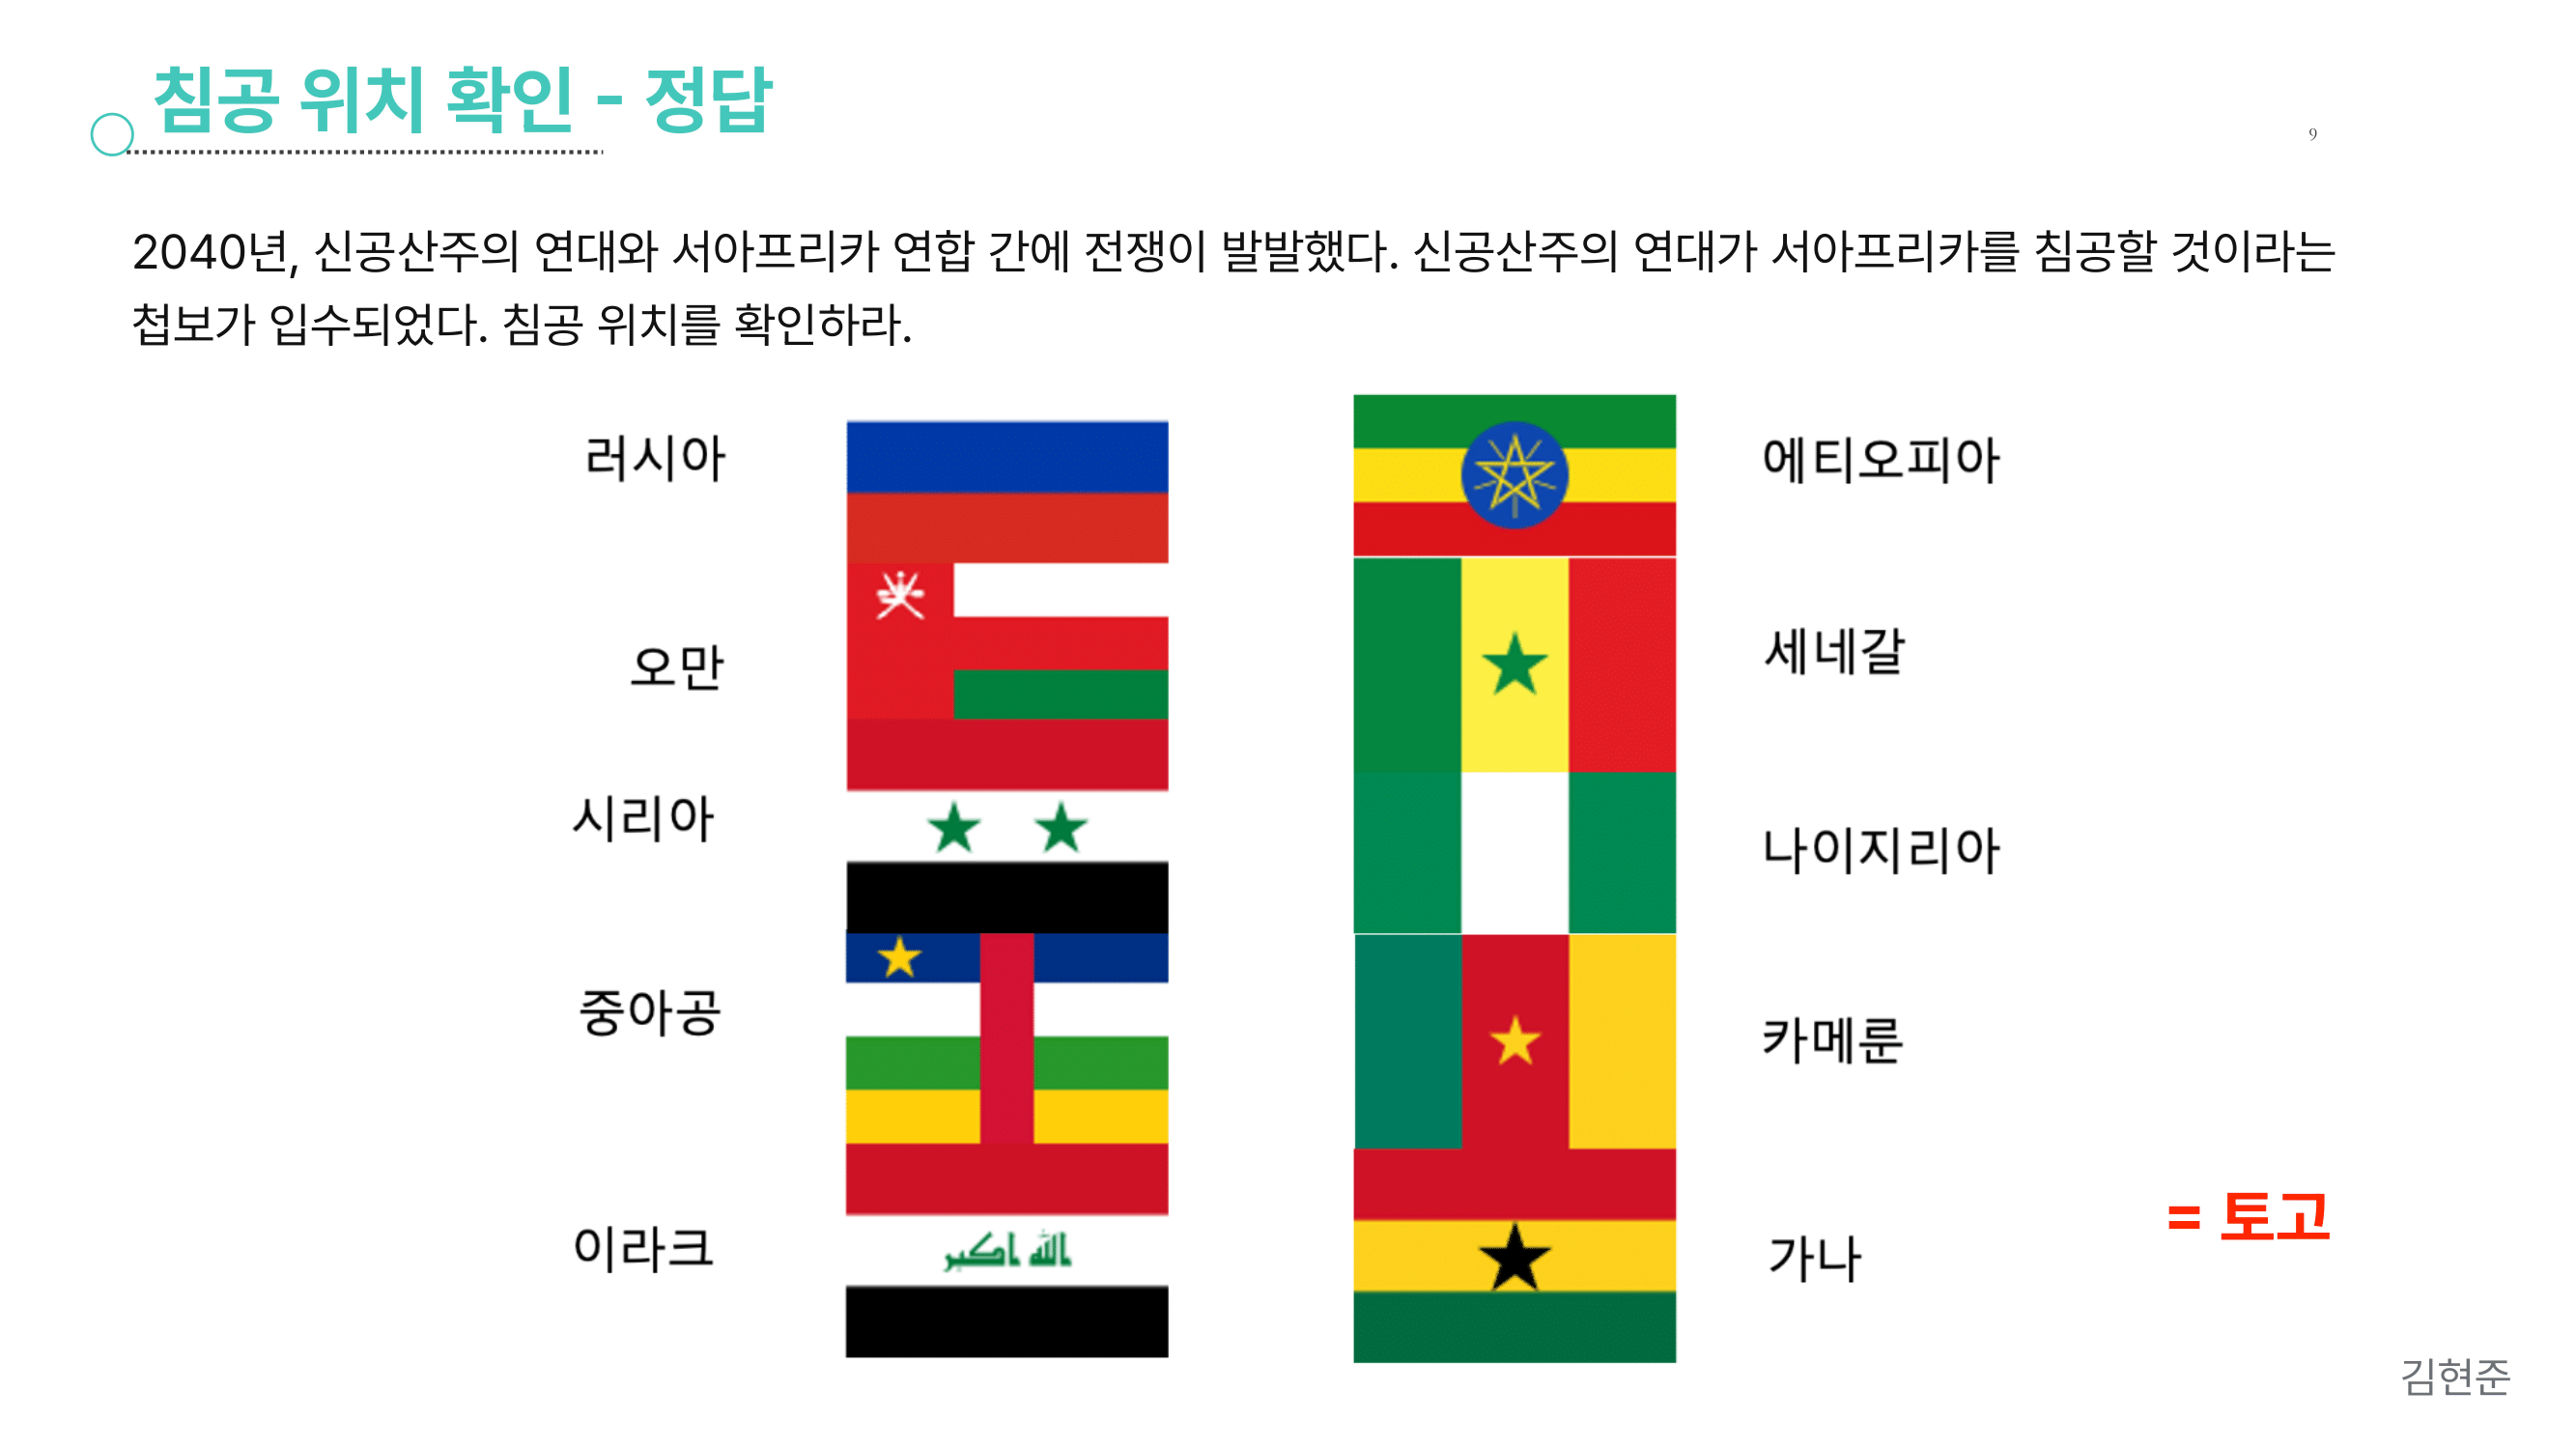 침공 위치 확인 - 정답
9
2040년, 신공산주의 연대와 서아프리카 연합 간에 전쟁이 발발했다. 신공산주의 연대가 서아프리카를 침공할 것이라는
첩보가 입수되었다. 침공 위치를 확인하라.
러시아
오만
시리아
중아공
이라크
الله اكبر
에티오피아
세네갈
나이지리아
카메룬
가나
= 토고
김현준